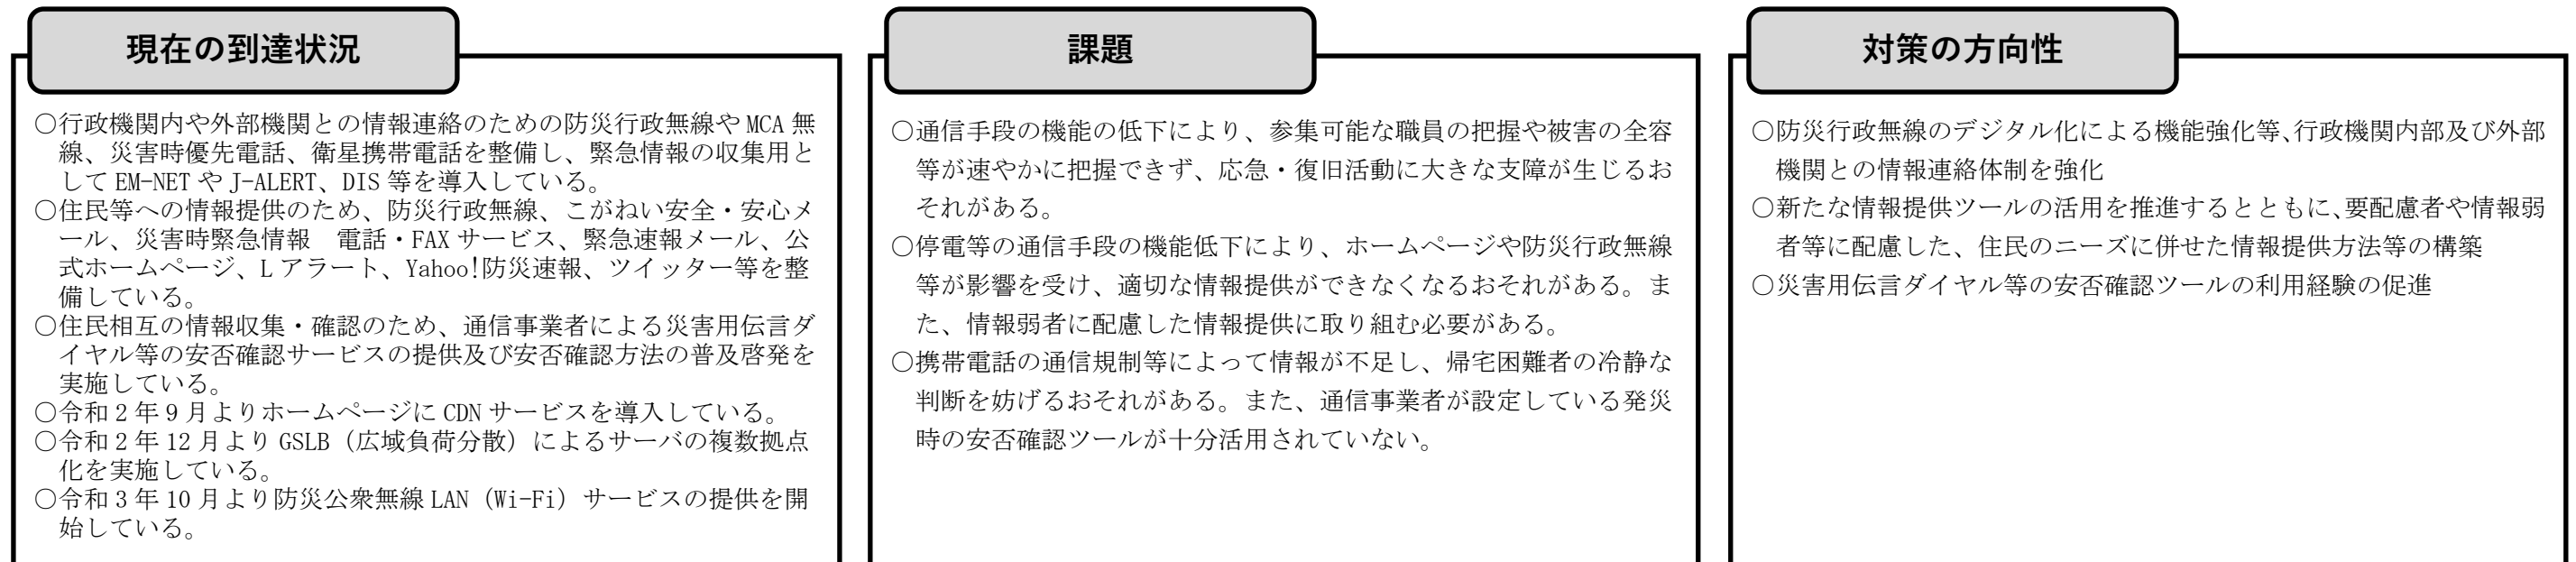 現在の到達状況
○行政機関内や外部機関との情報連絡のための防災行政無線や MCA 無
線、災害時優先電話、衛星携帯電話を整備し、緊急情報の収集用と
して EM-NET や J-ALERT、DIS 等を導入している。
○住民等への情報提供のため、防災行政無線、こがねい安全・安心メ
ール、災害時緊急情報　電話・FAX サービス、緊急速報メール、公
式ホームページ、L アラート、Yahoo!防災速報、ツイッター等を整
備している。
○住民相互の情報収集・確認のため、通信事業者による災害用伝言ダ
イヤル等の安否確認サービスの提供及び安否確認方法の普及啓発を
実施している。
○令和 2 年 9 月よりホームページに CDN サービスを導入している。
○令和 2 年 12 月より GSLB（広域負荷分散）によるサーバの複数拠点
化を実施している。
○令和 3 年 10 月より防災公衆無線 LAN（Wi-Fi）サービスの提供を開
始している。
課題
○通信手段の機能の低下により、参集可能な職員の把握や被害の全容
等が速やかに把握できず、応急・復旧活動に大きな支障が生じるお
それがある。
○停電等の通信手段の機能低下により、ホームページや防災行政無線
等が影響を受け、適切な情報提供ができなくなるおそれがある。ま
た、情報弱者に配慮した情報提供に取り組む必要がある。
○携帯電話の通信規制等によって情報が不足し、帰宅困難者の冷静な
判断を妨げるおそれがある。また、通信事業者が設定している発災
時の安否確認ツールが十分活用されていない。
対策の方向性
○防災行政無線のデジタル化による機能強化等、行政機関内部及び外部
機関との情報連絡体制を強化
○新たな情報提供ツールの活用を推進するとともに、要配慮者や情報弱
者等に配慮した、住民のニーズに併せた情報提供方法等の構築
○災害用伝言ダイヤル等の安否確認ツールの利用経験の促進